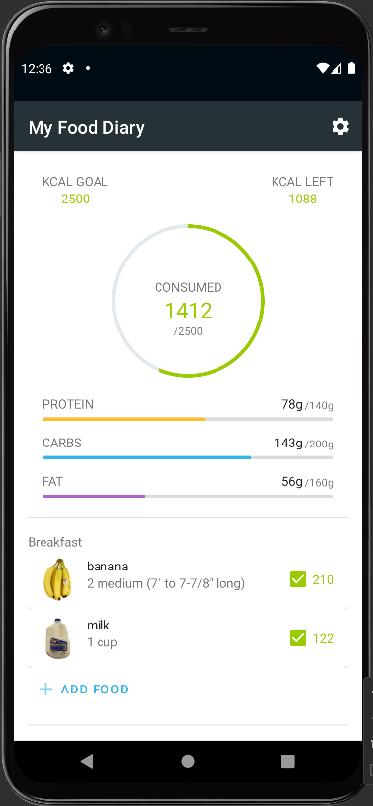 12:36
My Food Diary
KCAL GOAL
2500
KCAL LEFT
1088
CONSUMED
1412
/2500
PROTEIN 78g/140g
CARBS 143g/200g
FAT 56g/160g
Breakfast
banana
2 medium (7" to 7-7/8" long)
210
milk
1 cup
122
+ ADD FOOD